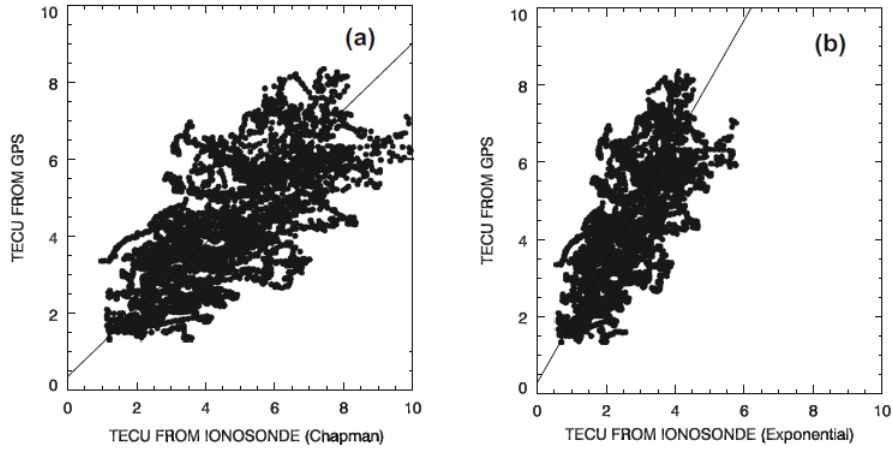 (a)
10
8
6
4
2
0
TECU FROM GPS
0 2 4 6 8 10
TECU FROM IONOSONDE (Chapman)
(b)
10
8
6
4
2
0
TECU FROM GPS
0 2 4 6 8 10
TECU FROM IONOSONDE (Exponential)